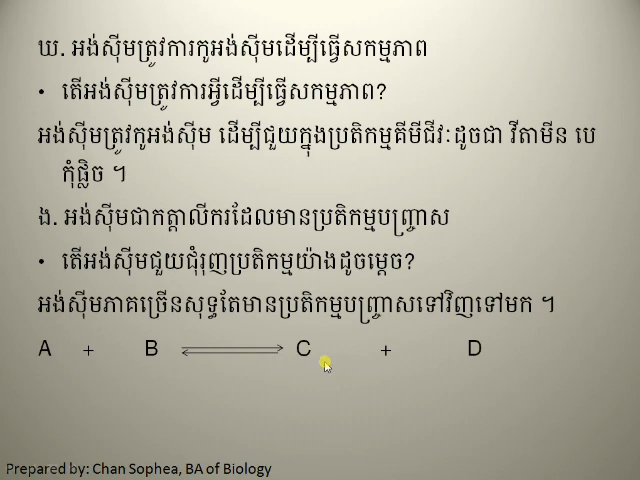 ឃ. អង់ស៊ីមត្រូវការកូអង់ស៊ីមដើម្បីធ្វើសកម្មភាព
• តើអង់ស៊ីមត្រូវការអ្វីដើម្បីធ្វើសកម្មភាព?
អង់ស៊ីមត្រូវកូអង់ស៊ីម ដើម្បីជួយក្នុងប្រតិកម្មគីមីជីវៈដូចជា វីតាមីន បេ
កុំផ្លិច ។
ង. អង់ស៊ីមជាកត្តាលីករដែលមានប្រតិកម្មបញ្ច្រាស
• តើអង់ស៊ីមជួយជុំរុញប្រតិកម្មយ៉ាងដូចម្ដេច?
អង់ស៊ីមភាគច្រើនសុទ្ធតែមានប្រតិកម្មបញ្ច្រាសទៅវិញទៅមក ។
A + B ⇌ C + D
Prepared by: Chan Sophea, BA of Biology